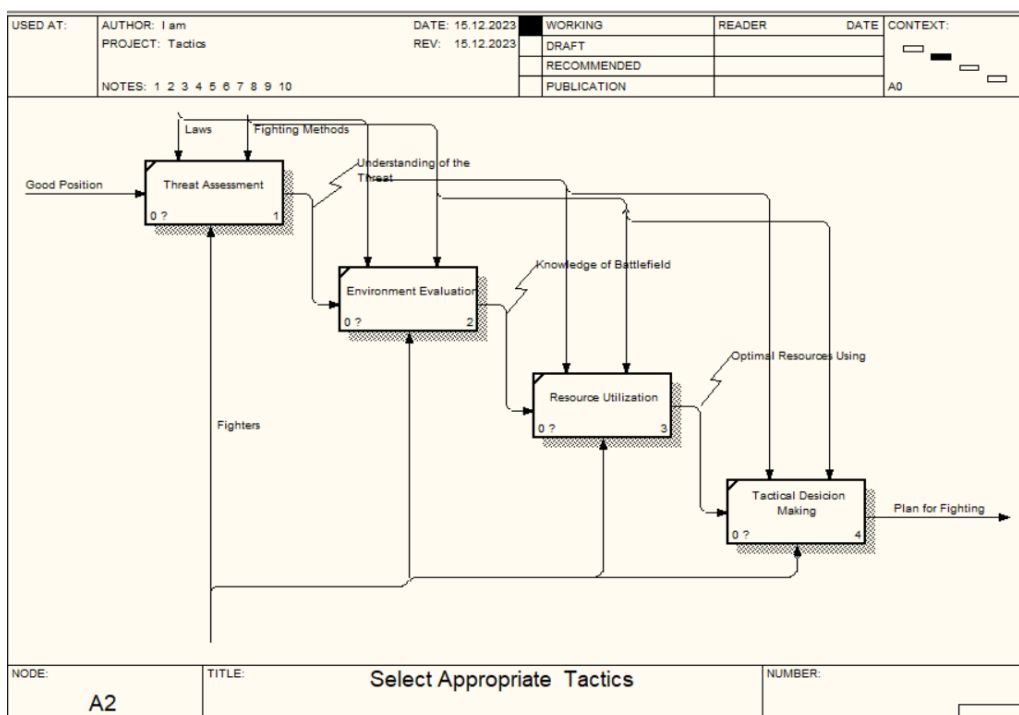 USED AT:
AUTHOR: I am
DATE: 15.12.2023
WORKING
READER
DATE
CONTEXT:
PROJECT: Tactics
REV: 15.12.2023
DRAFT
RECOMMENDED
NOTES: 1 2 3 4 5 6 7 8 9 10
PUBLICATION
A0
Laws
Fighting Methods
Understanding of the
Threat
Good Position
Threat Assessment
0 ?
1
Knowledge of Battlefield
Environment Evaluation
0 ?
2
Optimal Resources Using
Resource Utilization
0 ?
3
Fighters
Tactical Desicion
Making
0 ?
4
Plan for Fighting
NODE:
TITLE:
Select Appropriate Tactics
NUMBER:
A2